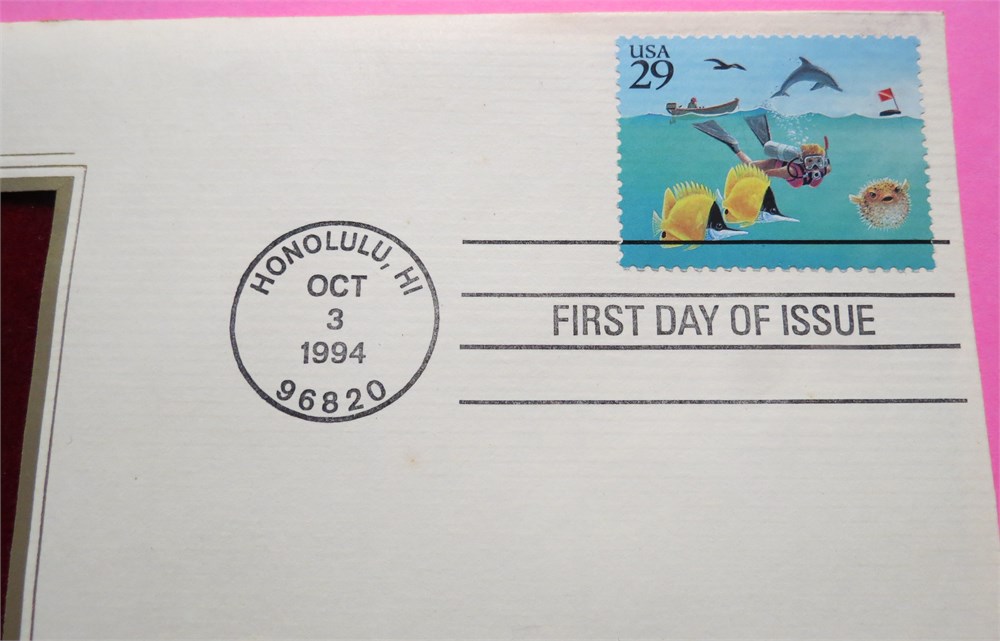 USA
29
HONOLULU, HI
OCT
3
1994
96820
FIRST DAY OF ISSUE